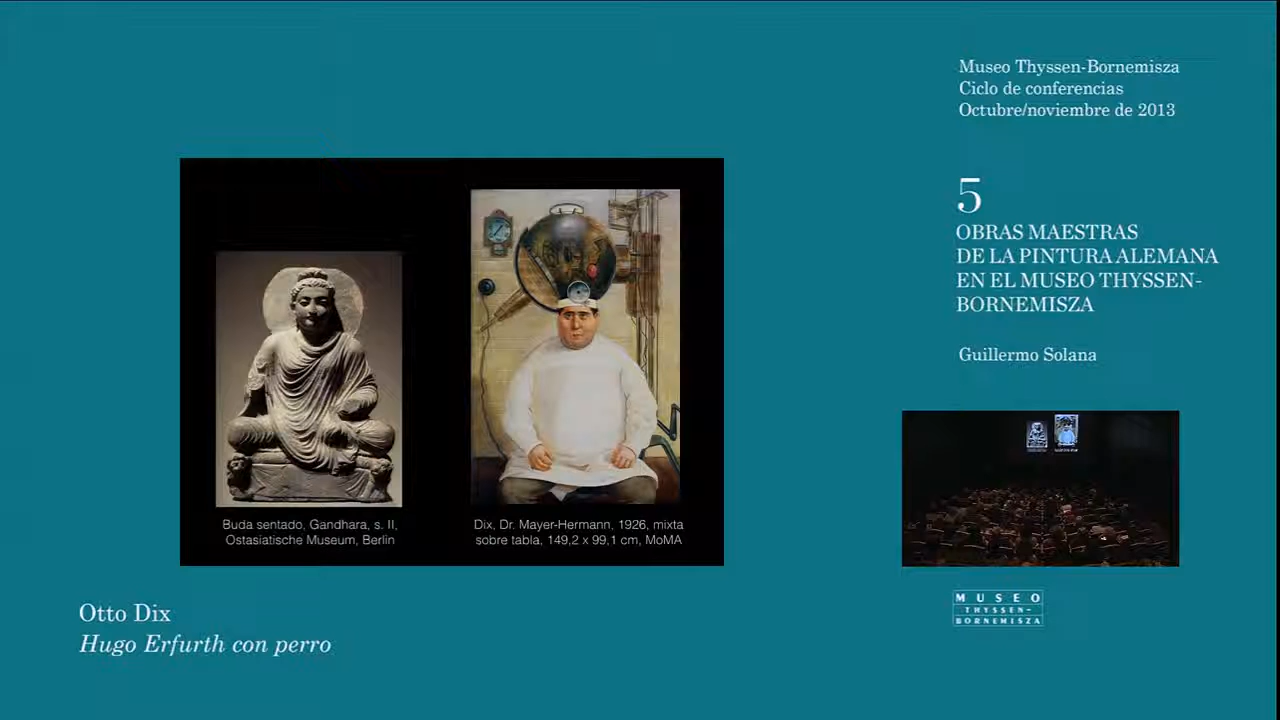 Museo Thyssen-Bornemisza
Ciclo de conferencias
Octubre/noviembre de 2013
5
OBRAS MAESTRAS
DE LA PINTURA ALEMANA
EN EL MUSEO THYSSEN-
BORNEMISZA
Guillermo Solana
Buda sentado, Gandhara, s. II,
Ostasiatische Museum, Berlin
Dix, Dr. Mayer-Hermann, 1926, mixta
sobre tabla, 149,2 x 99,1 cm, MoMA
MUSEO
THYSSEN-
BORNEMISZA
Otto Dix
Hugo Erfurth con perro